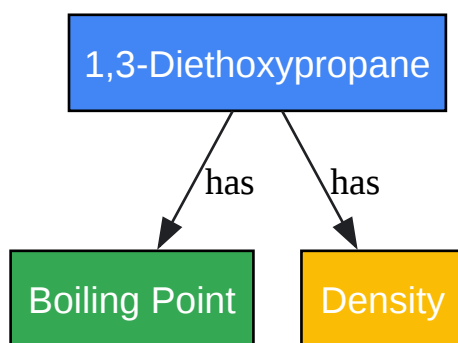 1,3-Diethoxypropane
has has
Boiling Point
Density